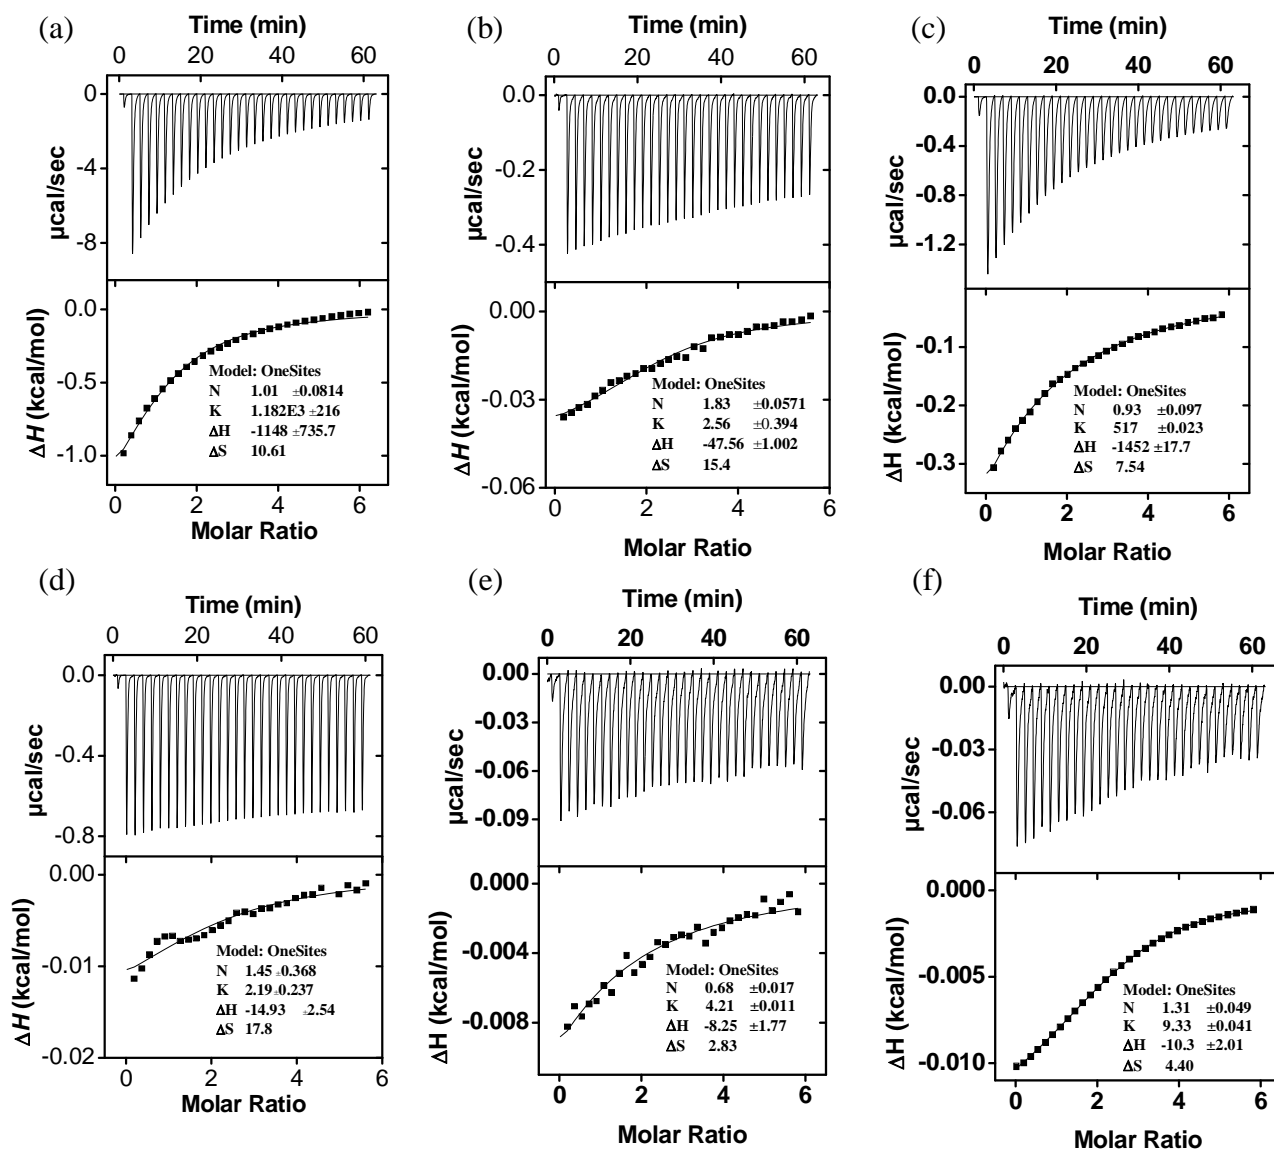 (a)
Time (min)
0 20 40 60
0
-4
-8
µcal/sec
0.0
-0.5
-1.0
ΔH (kcal/mol)
Model: OneSites
N 1.01 ±0.0814
K 1.182E3 ±216
ΔH -1148 ±735.7
ΔS 10.61
0 2 4 6
Molar Ratio
(b)
Time (min)
0 20 40 60
0.0
-0.2
-0.4
µcal/sec
0.00
-0.03
-0.06
ΔH (kcal/mol)
Model: OneSites
N 1.83 ±0.0571
K 2.56 ±0.394
ΔH -47.56 ±1.002
ΔS 15.4
0 2 4 6
Molar Ratio
(c)
Time (min)
0 20 40 60
0.0
-0.4
-0.8
-1.2
µcal/sec
-0.1
-0.2
-0.3
ΔH (kcal/mol)
Model: OneSites
N 0.93 ±0.097
K 517 ±0.023
ΔH -1452 ±17.7
ΔS 7.54
0 2 4 6
Molar Ratio
(d)
Time (min)
0 20 40 60
0.0
-0.4
-0.8
µcal/sec
0.00
-0.01
-0.02
ΔH (kcal/mol)
Model: OneSites
N 1.45 ±0.368
K 2.19 ±0.237
ΔH -14.93 ±2.54
ΔS 17.8
0 2 4 6
Molar Ratio
(e)
Time (min)
0 20 40 60
0.00
-0.03
-0.06
-0.09
µcal/sec
0.000
-0.004
-0.008
ΔH (kcal/mol)
Model: OneSites
N 0.68 ±0.017
K 4.21 ±0.011
ΔH -8.25 ±1.77
ΔS 2.83
0 2 4 6
Molar Ratio
(f)
Time (min)
0 20 40 60
0.00
-0.03
-0.06
µcal/sec
0.000
-0.005
-0.010
ΔH (kcal/mol)
Model: OneSites
N 1.31 ±0.049
K 9.33 ±0.041
ΔH -10.3 ±2.01
ΔS 4.40
0 2 4 6
Molar Ratio